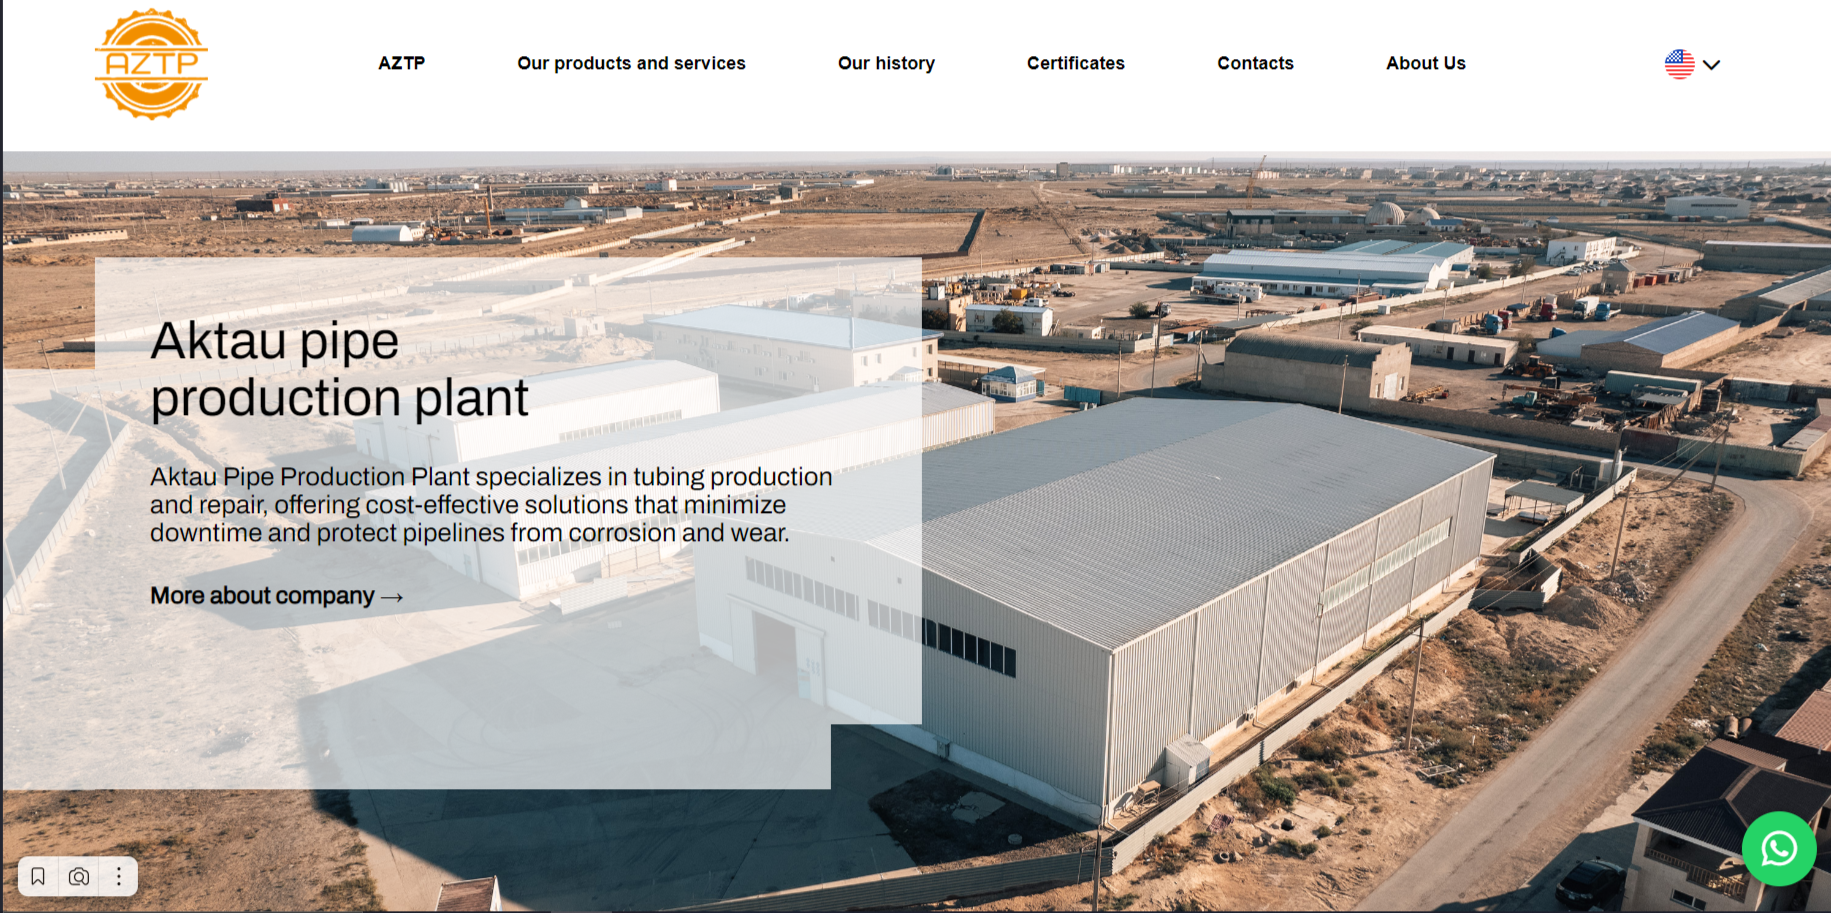 AZTP
AZTP
Our products and services
Our history
Certificates
Contacts
About Us
Aktau pipe
production plant
Aktau Pipe Production Plant specializes in tubing production
and repair, offering cost-effective solutions that minimize
downtime and protect pipelines from corrosion and wear.
More about company →